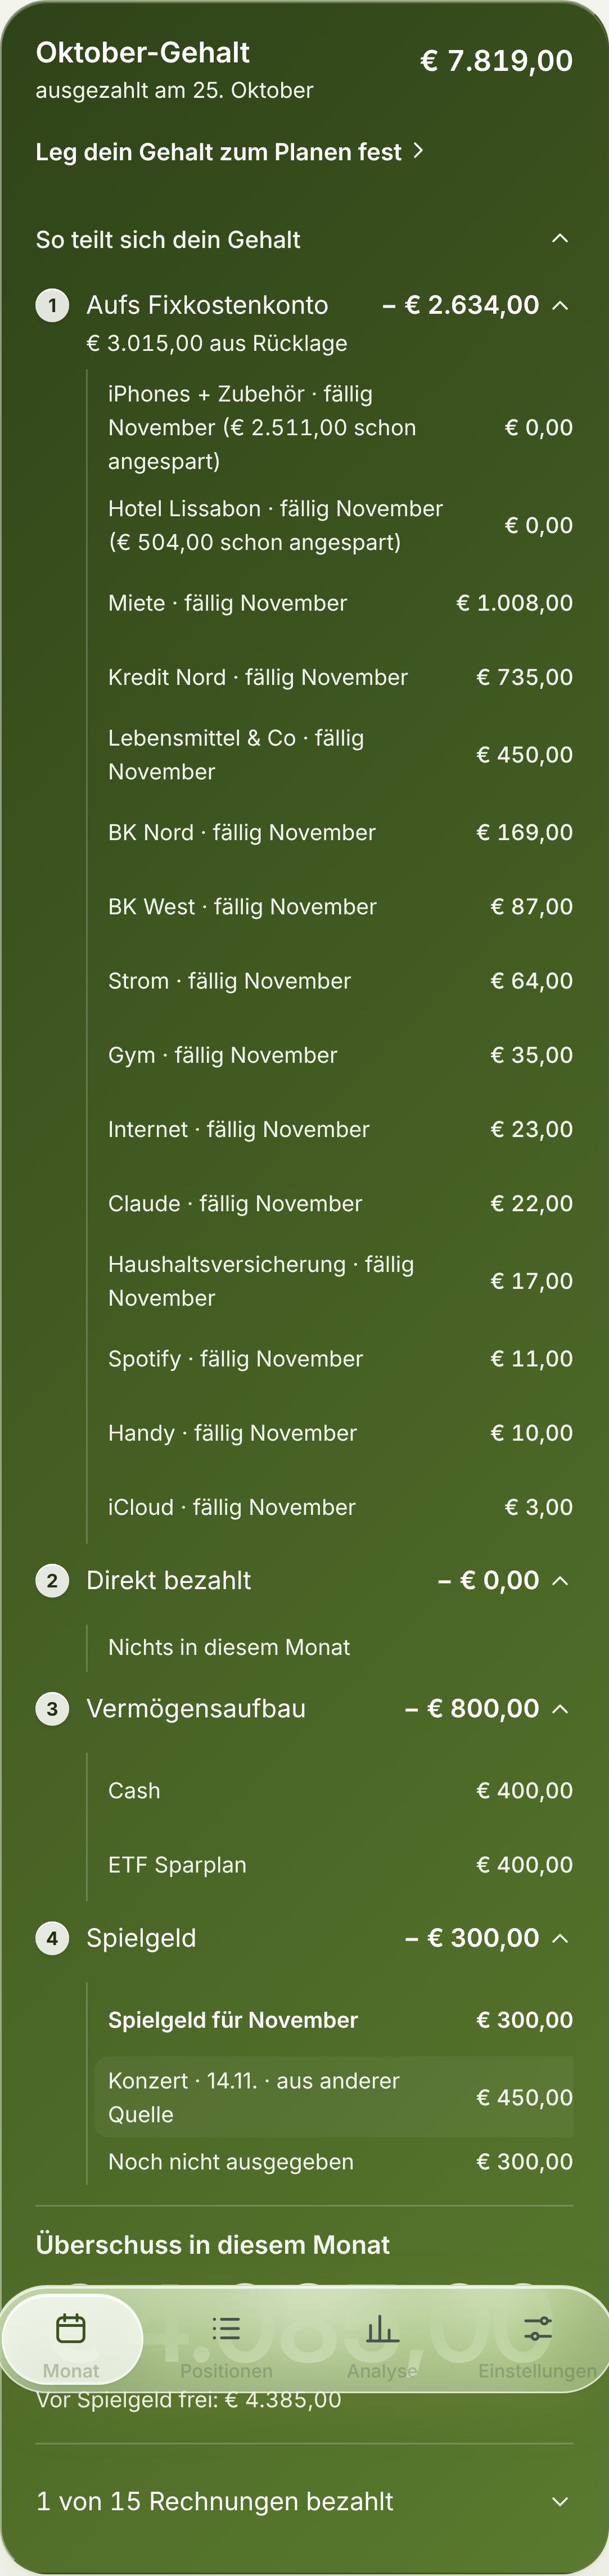 Oktober-Gehalt
€ 7.819,00
ausgezahlt am 25. Oktober
Leg dein Gehalt zum Planen fest
So teilt sich dein Gehalt
1 Aufs Fixkostenkonto – € 2.634,00
€ 3.015,00 aus Rücklage
iPhones + Zubehör · fällig
November (€ 2.511,00 schon
angespart)
€ 0,00
Hotel Lissabon · fällig November
(€ 504,00 schon angespart)
€ 0,00
Miete · fällig November € 1.008,00
Kredit Nord · fällig November € 735,00
Lebensmittel & Co · fällig
November
€ 450,00
BK Nord · fällig November € 169,00
BK West · fällig November € 87,00
Strom · fällig November € 64,00
Gym · fällig November € 35,00
Internet · fällig November € 23,00
Claude · fällig November € 22,00
Haushaltsversicherung · fällig
November
€ 17,00
Spotify · fällig November € 11,00
Handy · fällig November € 10,00
iCloud · fällig November € 3,00
2 Direkt bezahlt – € 0,00
Nichts in diesem Monat
3 Vermögensaufbau – € 800,00
Cash € 400,00
ETF Sparplan € 400,00
4 Spielgeld – € 300,00
Spielgeld für November € 300,00
Konzert · 14.11. · aus anderer
Quelle
€ 450,00
Noch nicht ausgegeben € 300,00
Überschuss in diesem Monat
€ 4.085,00
Monat Positionen Analyse Einstellungen
Vor Spielgeld frei: € 4.385,00
1 von 15 Rechnungen bezahlt